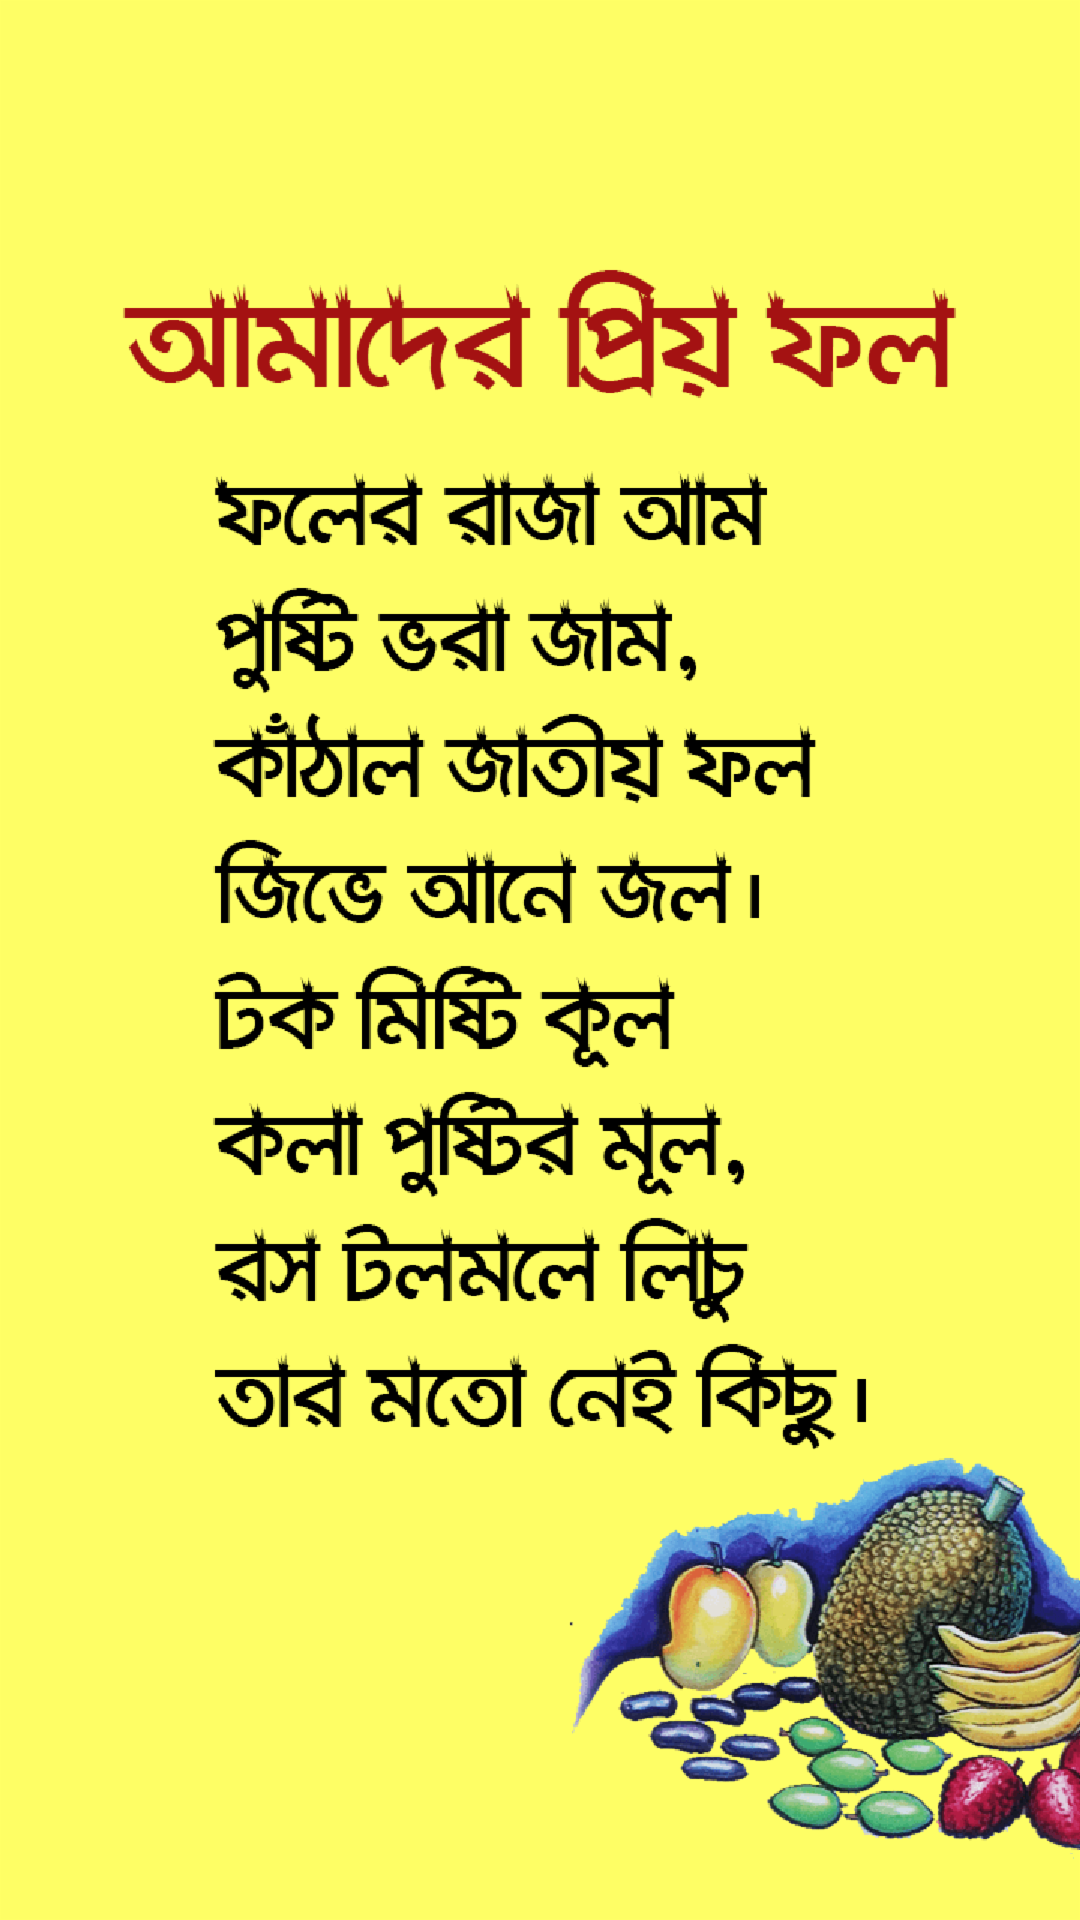 আমাদের প্রিয় ফল
ফলের রাজা আম
পুষ্টি ভরা জাম,
কাঁঠাল জাতীয় ফল
জিভে আনে জল।
টক মিষ্টি কূল
কলা পুষ্টির মূল,
রস টলমলে লিচু
তার মতো নেই কিছু।